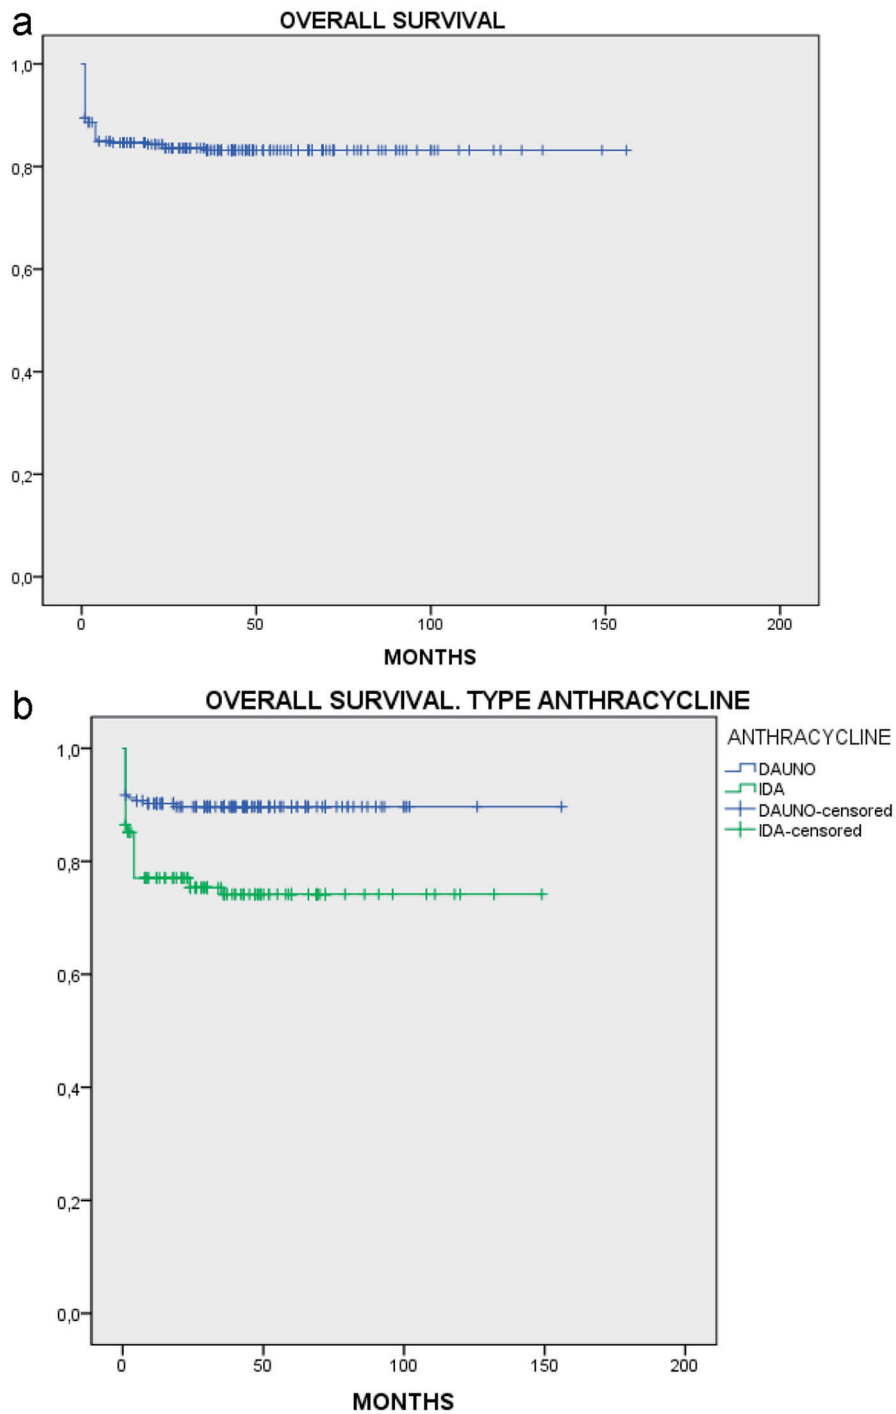 a
OVERALL SURVIVAL
1,0
0,8
0,6
0,4
0,2
0,0
0 50 100 150 200
MONTHS
b
OVERALL SURVIVAL. TYPE ANTHRACYCLINE
ANTHRACYCLINE
DAUNO
IDA
DAUNO-censored
IDA-censored
1,0
0,8
0,6
0,4
0,2
0,0
0 50 100 150 200
MONTHS